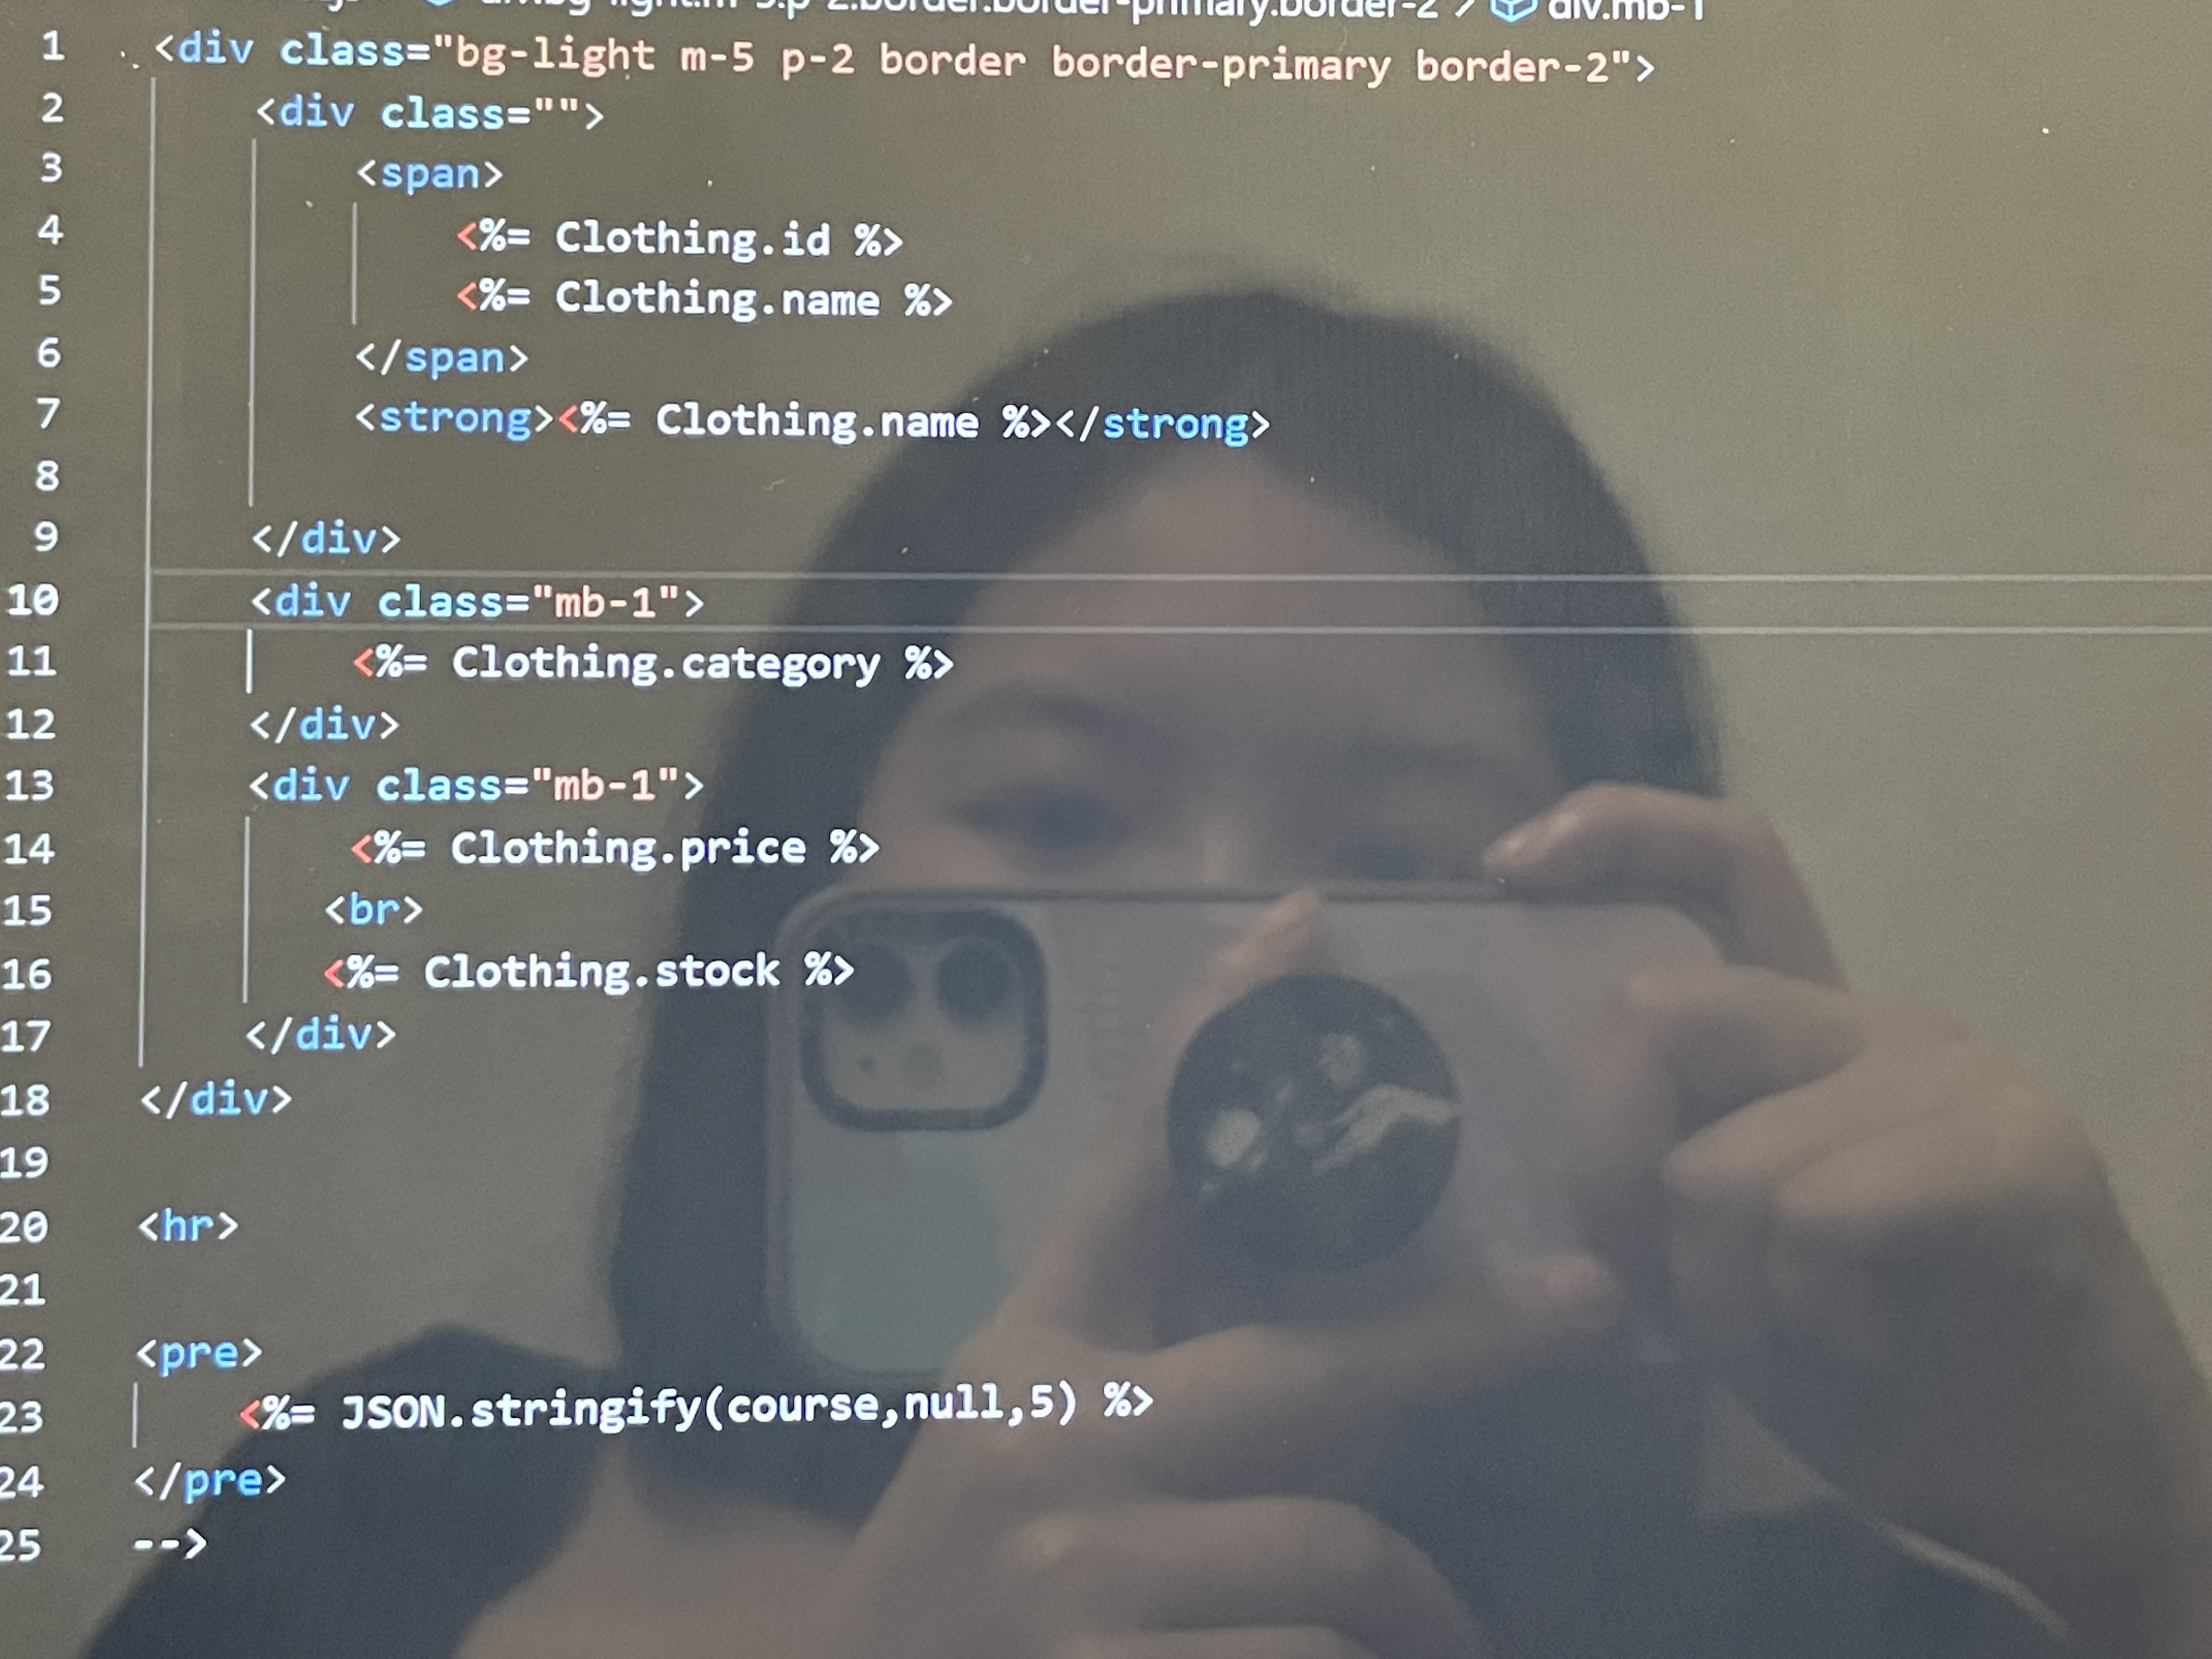 div.bg-light.m-5.p-2.border.border-primary.border-2 > div.mb-1
1 <div class="bg-light m-5 p-2 border border-primary border-2">
2 <div class="">
3 <span>
4 <%= Clothing.id %>
5 <%= Clothing.name %>
6 </span>
7 <strong><%= Clothing.name %></strong>
8
9 </div>
10 <div class="mb-1">
11 <%= Clothing.category %>
12 </div>
13 <div class="mb-1">
14 <%= Clothing.price %>
15 <br>
16 <%= Clothing.stock %>
17 </div>
18 </div>
19
20 <hr>
21
22 <pre>
23 <%= JSON.stringify(course,null,5) %>
24 </pre>
25 -->